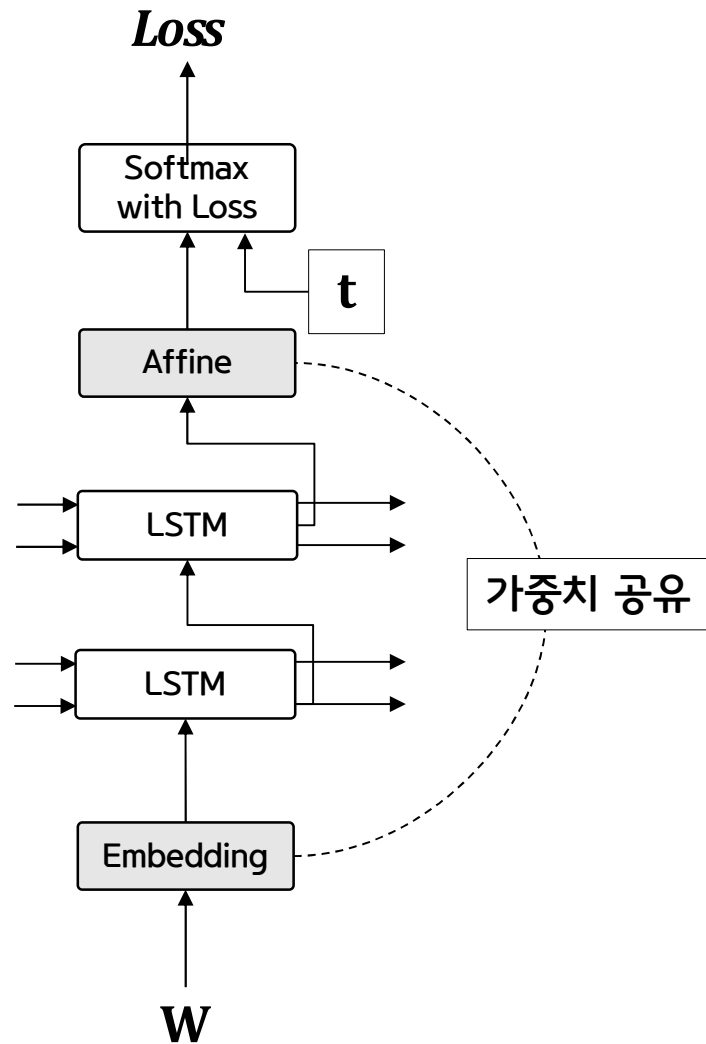 Loss
Softmax
with Loss
t
Affine
LSTM
가중치 공유
LSTM
Embedding
W